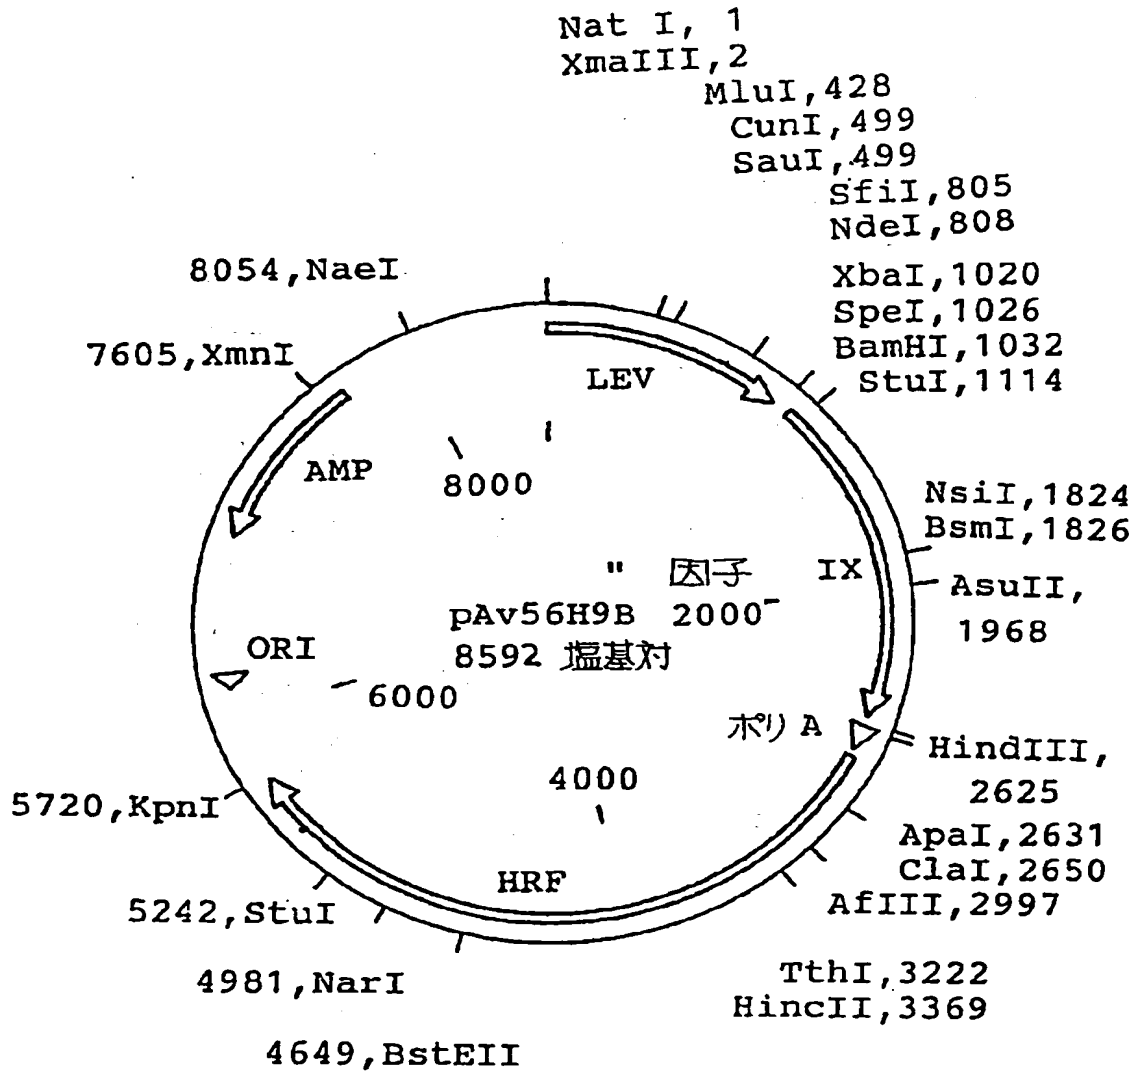 Nat I, 1
XmaIII,2
MluI,428
CunI,499
SauI,499
SfiI,805
NdeI,808
XbaI,1020
SpeI,1026
BamHI,1032
StuI,1114
NsiI,1824
BsmI,1826
AsuII,
1968
HindIII,
2625
ApaI,2631
ClaI,2650
AfIII,2997
TthI,3222
HincII,3369
4649,BstEII
4981,NarI
5242,StuI
5720,KpnI
7605,XmnI
8054,NaeI
LEV
IX
ポリ A
HRF
ORI
AMP
8000
" 因子
pAv56H9B 2000
8592 塩基対
6000
4000